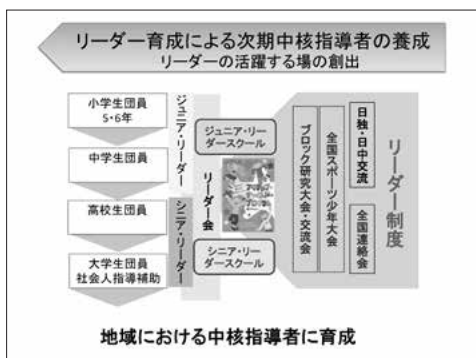 リーダー育成による次期中核指導者の養成
リーダーの活躍する場の創出
小学生団員
5・6年
中学生団員
高校生団員
大学生団員
社会人指導補助
ジュニア・リーダー
シニア・リーダー
ジュニア・リー
ダースクール
リーダー会
シニア・リー
ダースクール
ブロック研究大会・交流会
全国スポーツ少年大会
日独・日中交流
全国連絡会
リーダー制度
地域における中核指導者に育成